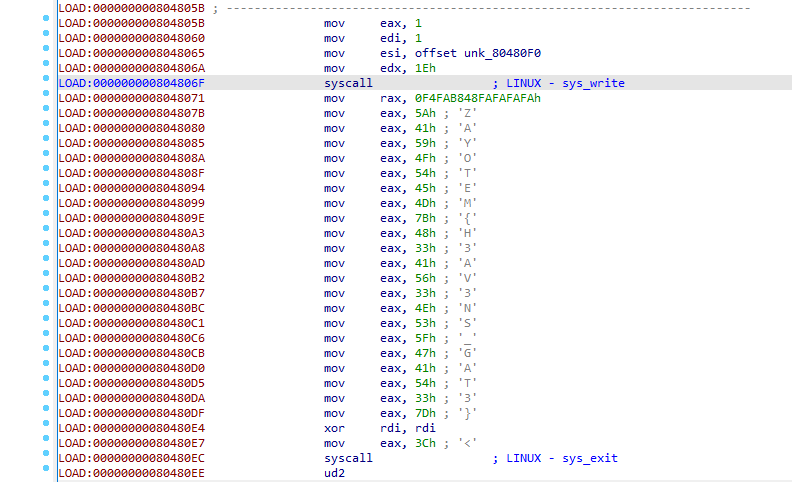 LOAD:000000000804805B ; ---------------------------------------------------------------------------
LOAD:000000000804805B mov eax, 1
LOAD:0000000008048060 mov edi, 1
LOAD:0000000008048065 mov esi, offset unk_80480F0
LOAD:000000000804806A mov edx, 1Eh
LOAD:000000000804806F syscall ; LINUX - sys_write
LOAD:0000000008048071 mov rax, 0F4FAB848FAFAFAFAh
LOAD:000000000804807B mov eax, 5Ah ; 'Z'
LOAD:0000000008048080 mov eax, 41h ; 'A'
LOAD:0000000008048085 mov eax, 59h ; 'Y'
LOAD:000000000804808A mov eax, 4Fh ; 'O'
LOAD:000000000804808F mov eax, 54h ; 'T'
LOAD:0000000008048094 mov eax, 45h ; 'E'
LOAD:0000000008048099 mov eax, 4Dh ; 'M'
LOAD:000000000804809E mov eax, 7Bh ; '{'
LOAD:00000000080480A3 mov eax, 48h ; 'H'
LOAD:00000000080480A8 mov eax, 33h ; '3'
LOAD:00000000080480AD mov eax, 41h ; 'A'
LOAD:00000000080480B2 mov eax, 56h ; 'V'
LOAD:00000000080480B7 mov eax, 33h ; '3'
LOAD:00000000080480BC mov eax, 4Eh ; 'N'
LOAD:00000000080480C1 mov eax, 53h ; 'S'
LOAD:00000000080480C6 mov eax, 5Fh ; '_'
LOAD:00000000080480CB mov eax, 47h ; 'G'
LOAD:00000000080480D0 mov eax, 41h ; 'A'
LOAD:00000000080480D5 mov eax, 54h ; 'T'
LOAD:00000000080480DA mov eax, 33h ; '3'
LOAD:00000000080480DF mov eax, 7Dh ; '}'
LOAD:00000000080480E4 xor rdi, rdi
LOAD:00000000080480E7 mov eax, 3Ch ; '<'
LOAD:00000000080480EC syscall ; LINUX - sys_exit
LOAD:00000000080480EE ud2